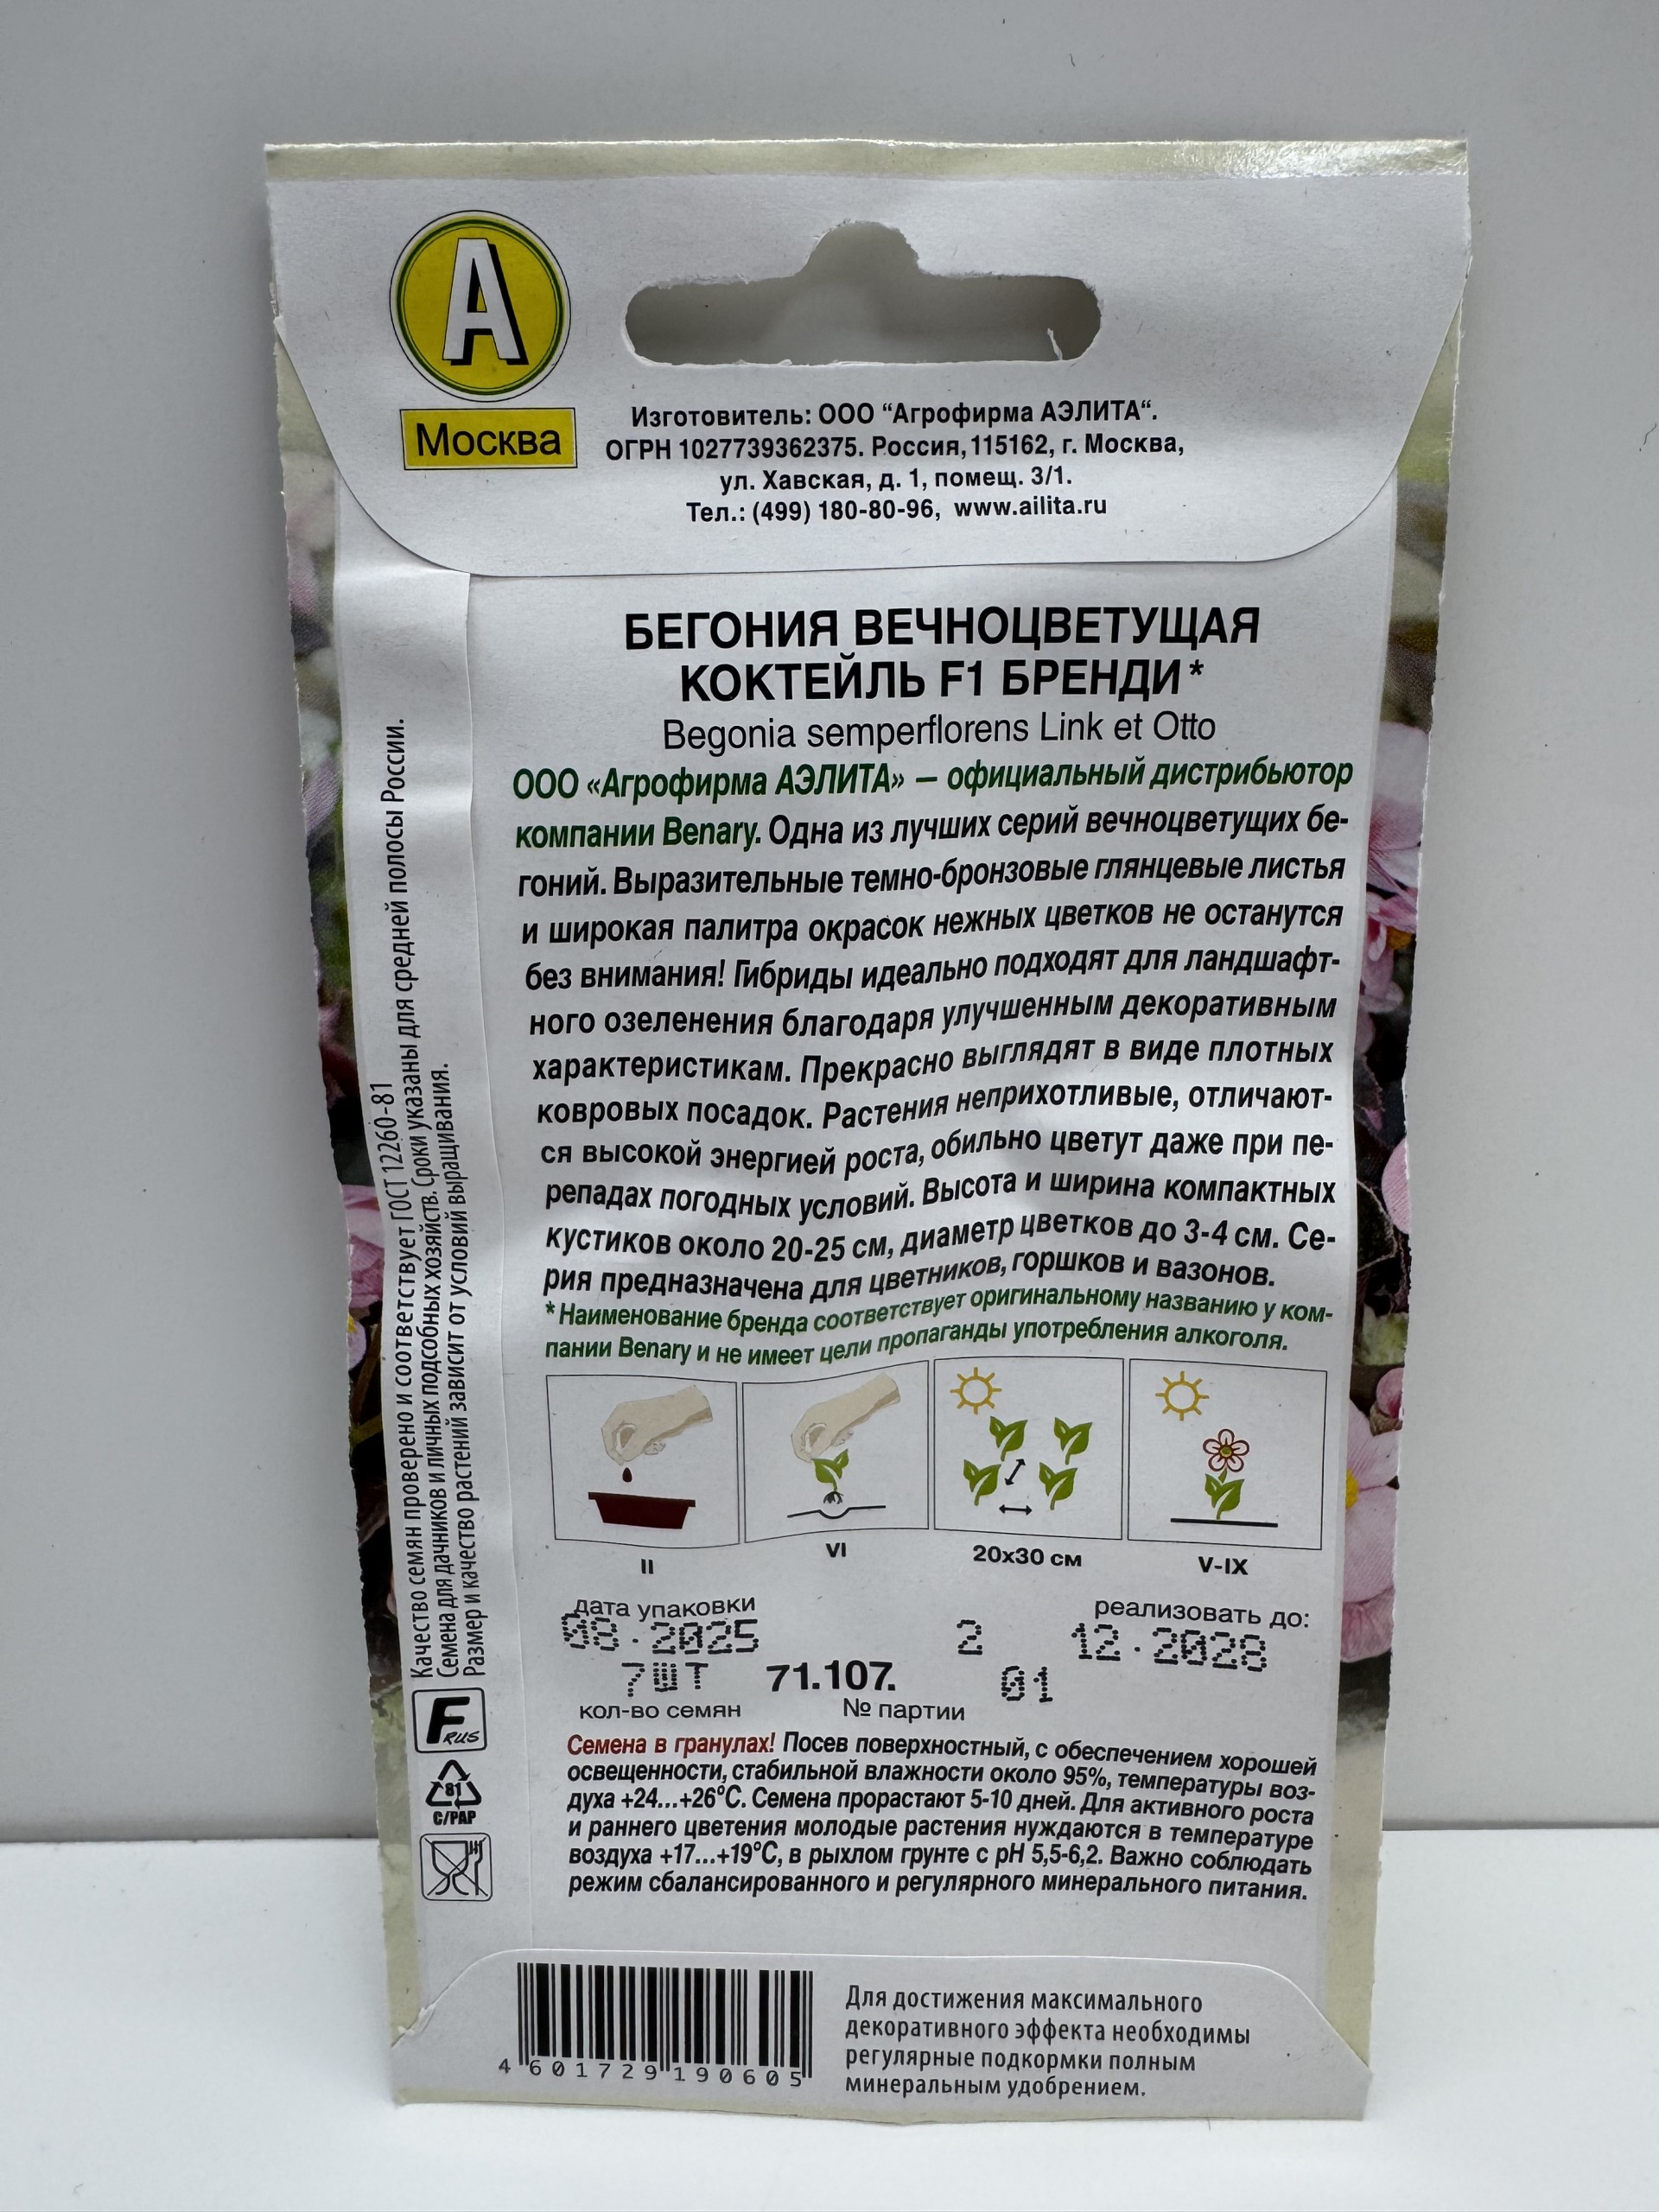 А
Москва
Изготовитель: ООО “Агрофирма АЭЛИТА“.
ОГРН 1027739362375. Россия, 115162, г. Москва,
ул. Хавская, д. 1, помещ. 3/1.
Тел.: (499) 180-80-96, www.ailita.ru
БЕГОНИЯ ВЕЧНОЦВЕТУЩАЯ
КОКТЕЙЛЬ F1 БРЕНДИ*
Begonia semperflorens Link et Otto
ООО «Агрофирма АЭЛИТА» — официальный дистрибьютор
компании Benary. Одна из лучших серий вечноцветущих бе-
гоний. Выразительные темно-бронзовые глянцевые листья
и широкая палитра окрасок нежных цветков не останутся
без внимания! Гибриды идеально подходят для ландшафт-
ного озеленения благодаря улучшенным декоративным
характеристикам. Прекрасно выглядят в виде плотных
ковровых посадок. Растения неприхотливые, отличают-
ся высокой энергией роста, обильно цветут даже при пе-
репадах погодных условий. Высота и ширина компактных
кустиков около 20-25 см, диаметр цветков до 3-4 см. Се-
рия предназначена для цветников, горшков и вазонов.
* Наименование бренда соответствует оригинальному названию у ком-
пании Benary и не имеет цели пропаганды употребления алкоголя.
II
VI
20х30 см
V-IX
дата упаковки
реализовать до:
08.2025
2
12.2028
7ШТ
71.107.
01
кол-во семян
№ партии
Семена в гранулах! Посев поверхностный, с обеспечением хорошей
освещенности, стабильной влажности около 95%, температуры воз-
духа +24...+26°С. Семена прорастают 5-10 дней. Для активного роста
и раннего цветения молодые растения нуждаются в температуре
воздуха +17...+19°С, в рыхлом грунте с рН 5,5-6,2. Важно соблюдать
режим сбалансированного и регулярного минерального питания.
Качество семян проверено и соответствует ГОСТ 12260-81
Семена для дачников и личных подсобных хозяйств. Сроки указаны для средней полосы России.
Размер и качество растений зависит от условий выращивания.
F
RUS
81
C/PAP
4 601729 190605
Для достижения максимального
декоративного эффекта необходимы
регулярные подкормки полным
минеральным удобрением.